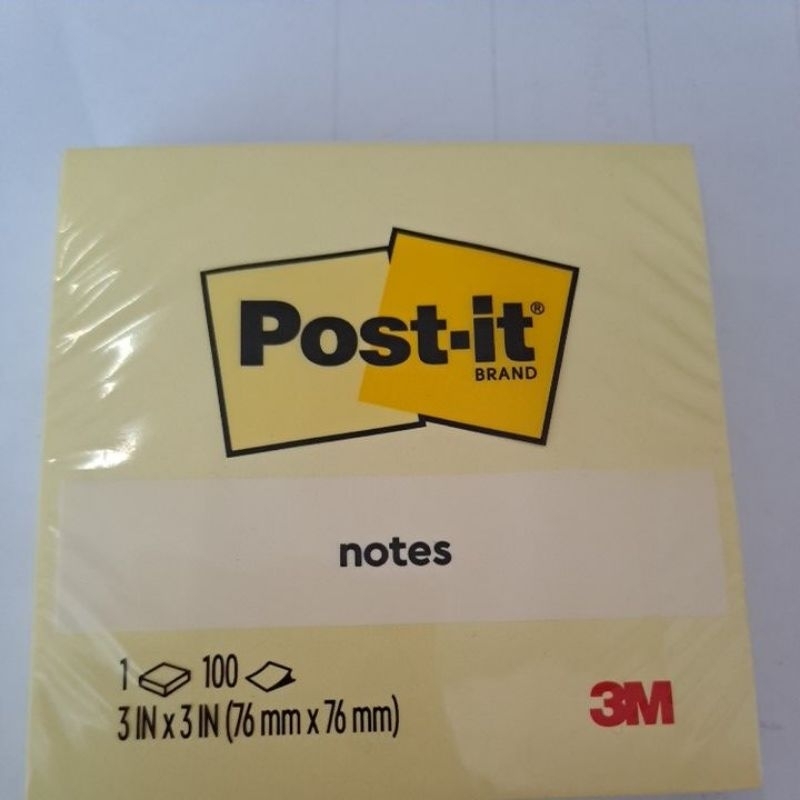 Post-it®
BRAND
notes
1 100
3 IN x 3 IN (76 mm x 76 mm)
3M